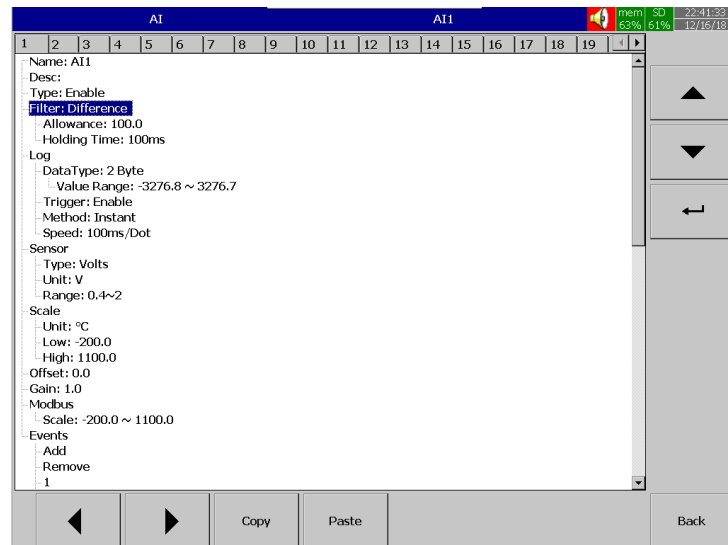 AI AI1 mem 63% SD 61% 22:41:33 12/16/18
1 2 3 4 5 6 7 8 9 10 11 12 13 14 15 16 17 18 19
Name: AI1
Desc:
Type: Enable
Filter: Difference
Allowance: 100.0
Holding Time: 100ms
Log
DataType: 2 Byte
Value Range: -3276.8 ~ 3276.7
Trigger: Enable
Method: Instant
Speed: 100ms/Dot
Sensor
Type: Volts
Unit: V
Range: 0.4~2
Scale
Unit: °C
Low: -200.0
High: 1100.0
Offset: 0.0
Gain: 1.0
Modbus
Scale: -200.0 ~ 1100.0
Events
Add
Remove
1
Copy Paste Back